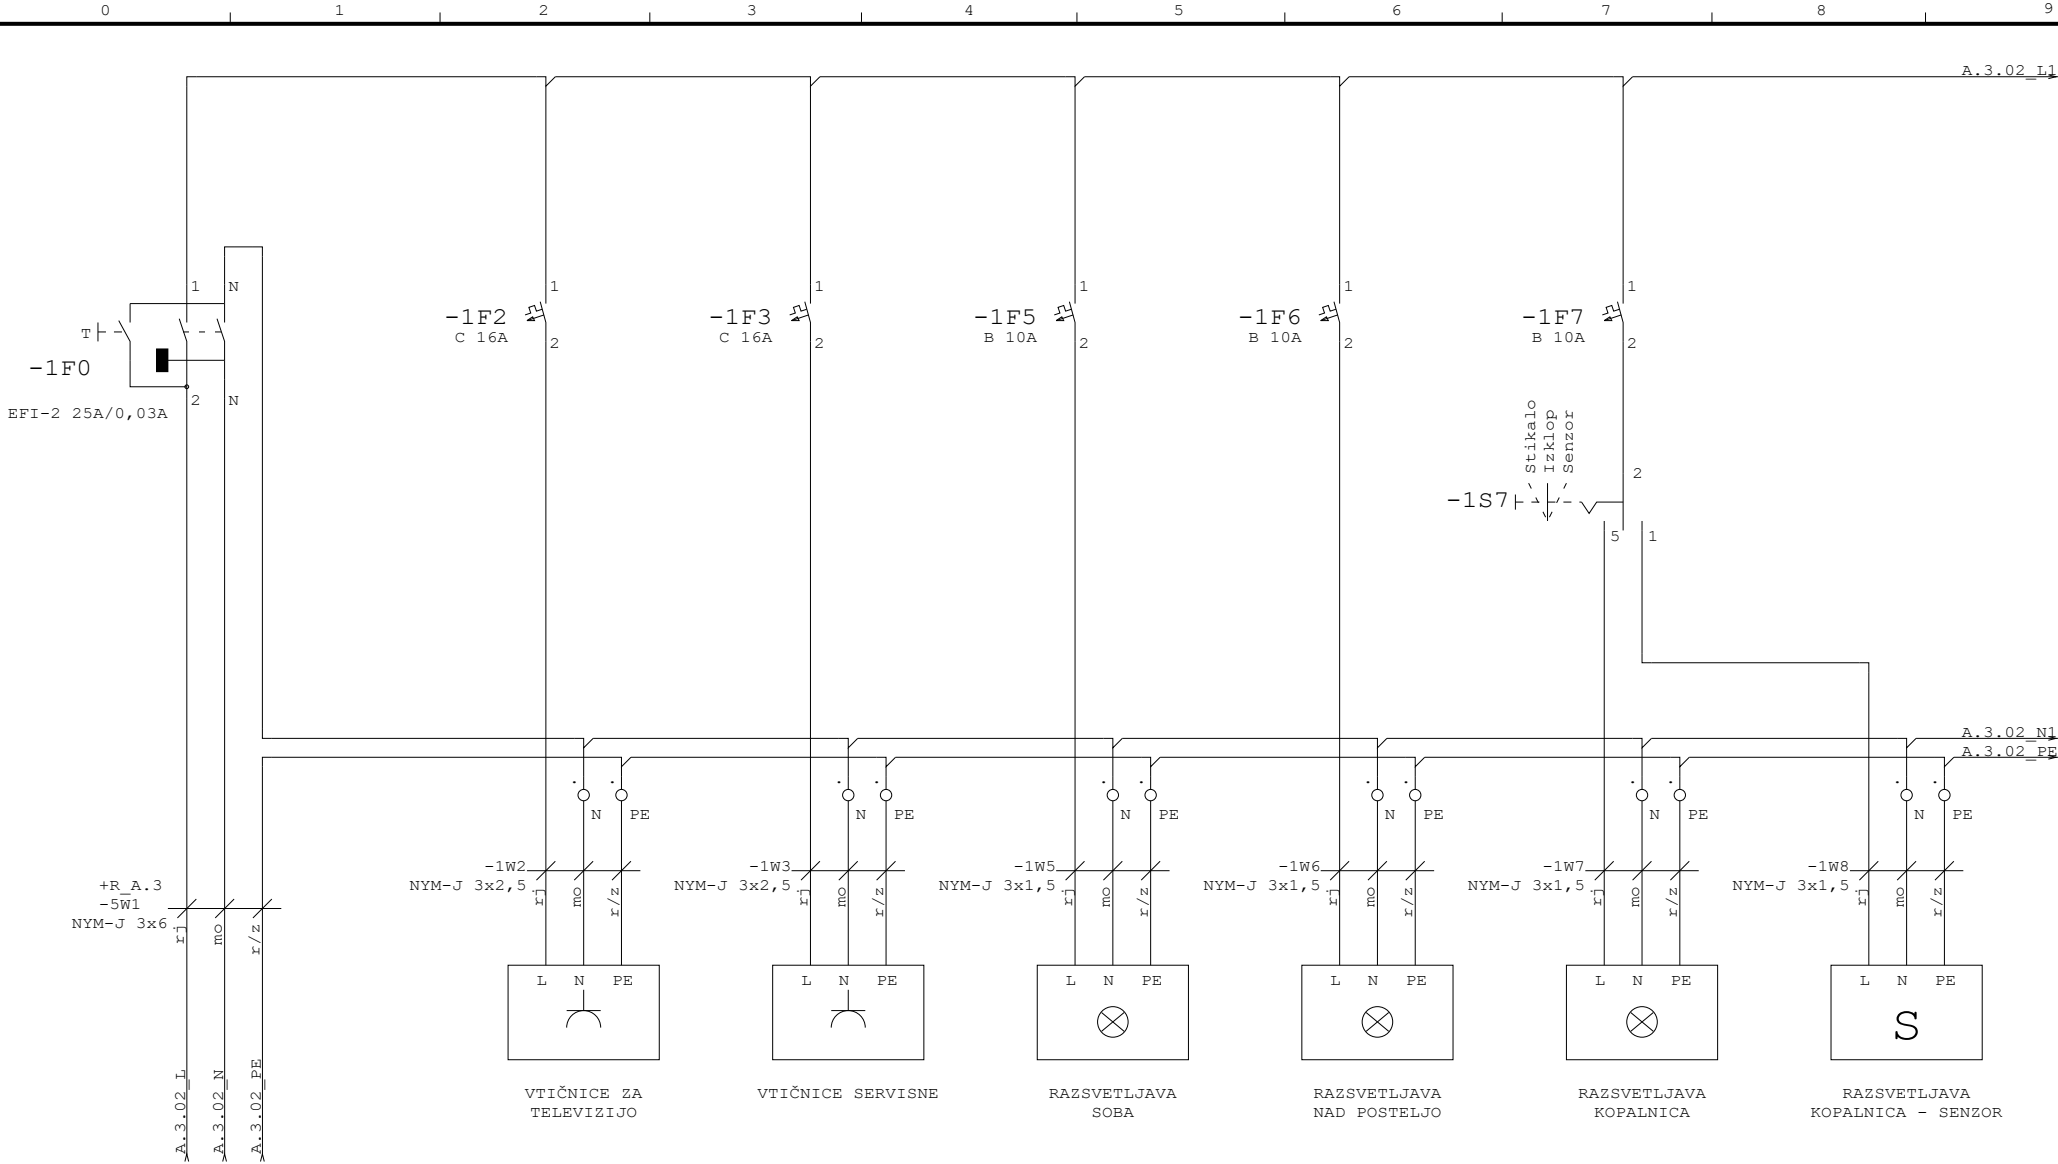 0 1 2 3 4 5 6 7 8 9
A.3.02_L1
1 N
T
-1F0
2 N
EFI-2 25A/0,03A
1
-1F2
C 16A
2
1
-1F3
C 16A
2
1
-1F5
B 10A
2
1
-1F6
B 10A
2
1
-1F7
B 10A
2
Stikalo
Izklop
Senzor
2
-1S7
5 1
A.3.02_N1
A.3.02_PE
N PE
N PE
N PE
N PE
N PE
N PE
+R_A.3
-5W1
NYM-J 3x6
rj
mo
r/z
-1W2
NYM-J 3x2,5
rj
mo
r/z
-1W3
NYM-J 3x2,5
rj
mo
r/z
-1W5
NYM-J 3x1,5
rj
mo
r/z
-1W6
NYM-J 3x1,5
rj
mo
r/z
-1W7
NYM-J 3x1,5
rj
mo
r/z
-1W8
NYM-J 3x1,5
rj
mo
r/z
L N PE
L N PE
L N PE
L N PE
L N PE
L N PE
S
A.3.02_L
A.3.02_N
A.3.02_PE
VTIČNICE ZA
TELEVIZIJO
VTIČNICE SERVISNE
RAZSVETLJAVA
SOBA
RAZSVETLJAVA
NAD POSTELJO
RAZSVETLJAVA
KOPALNICA
RAZSVETLJAVA
KOPALNICA - SENZOR